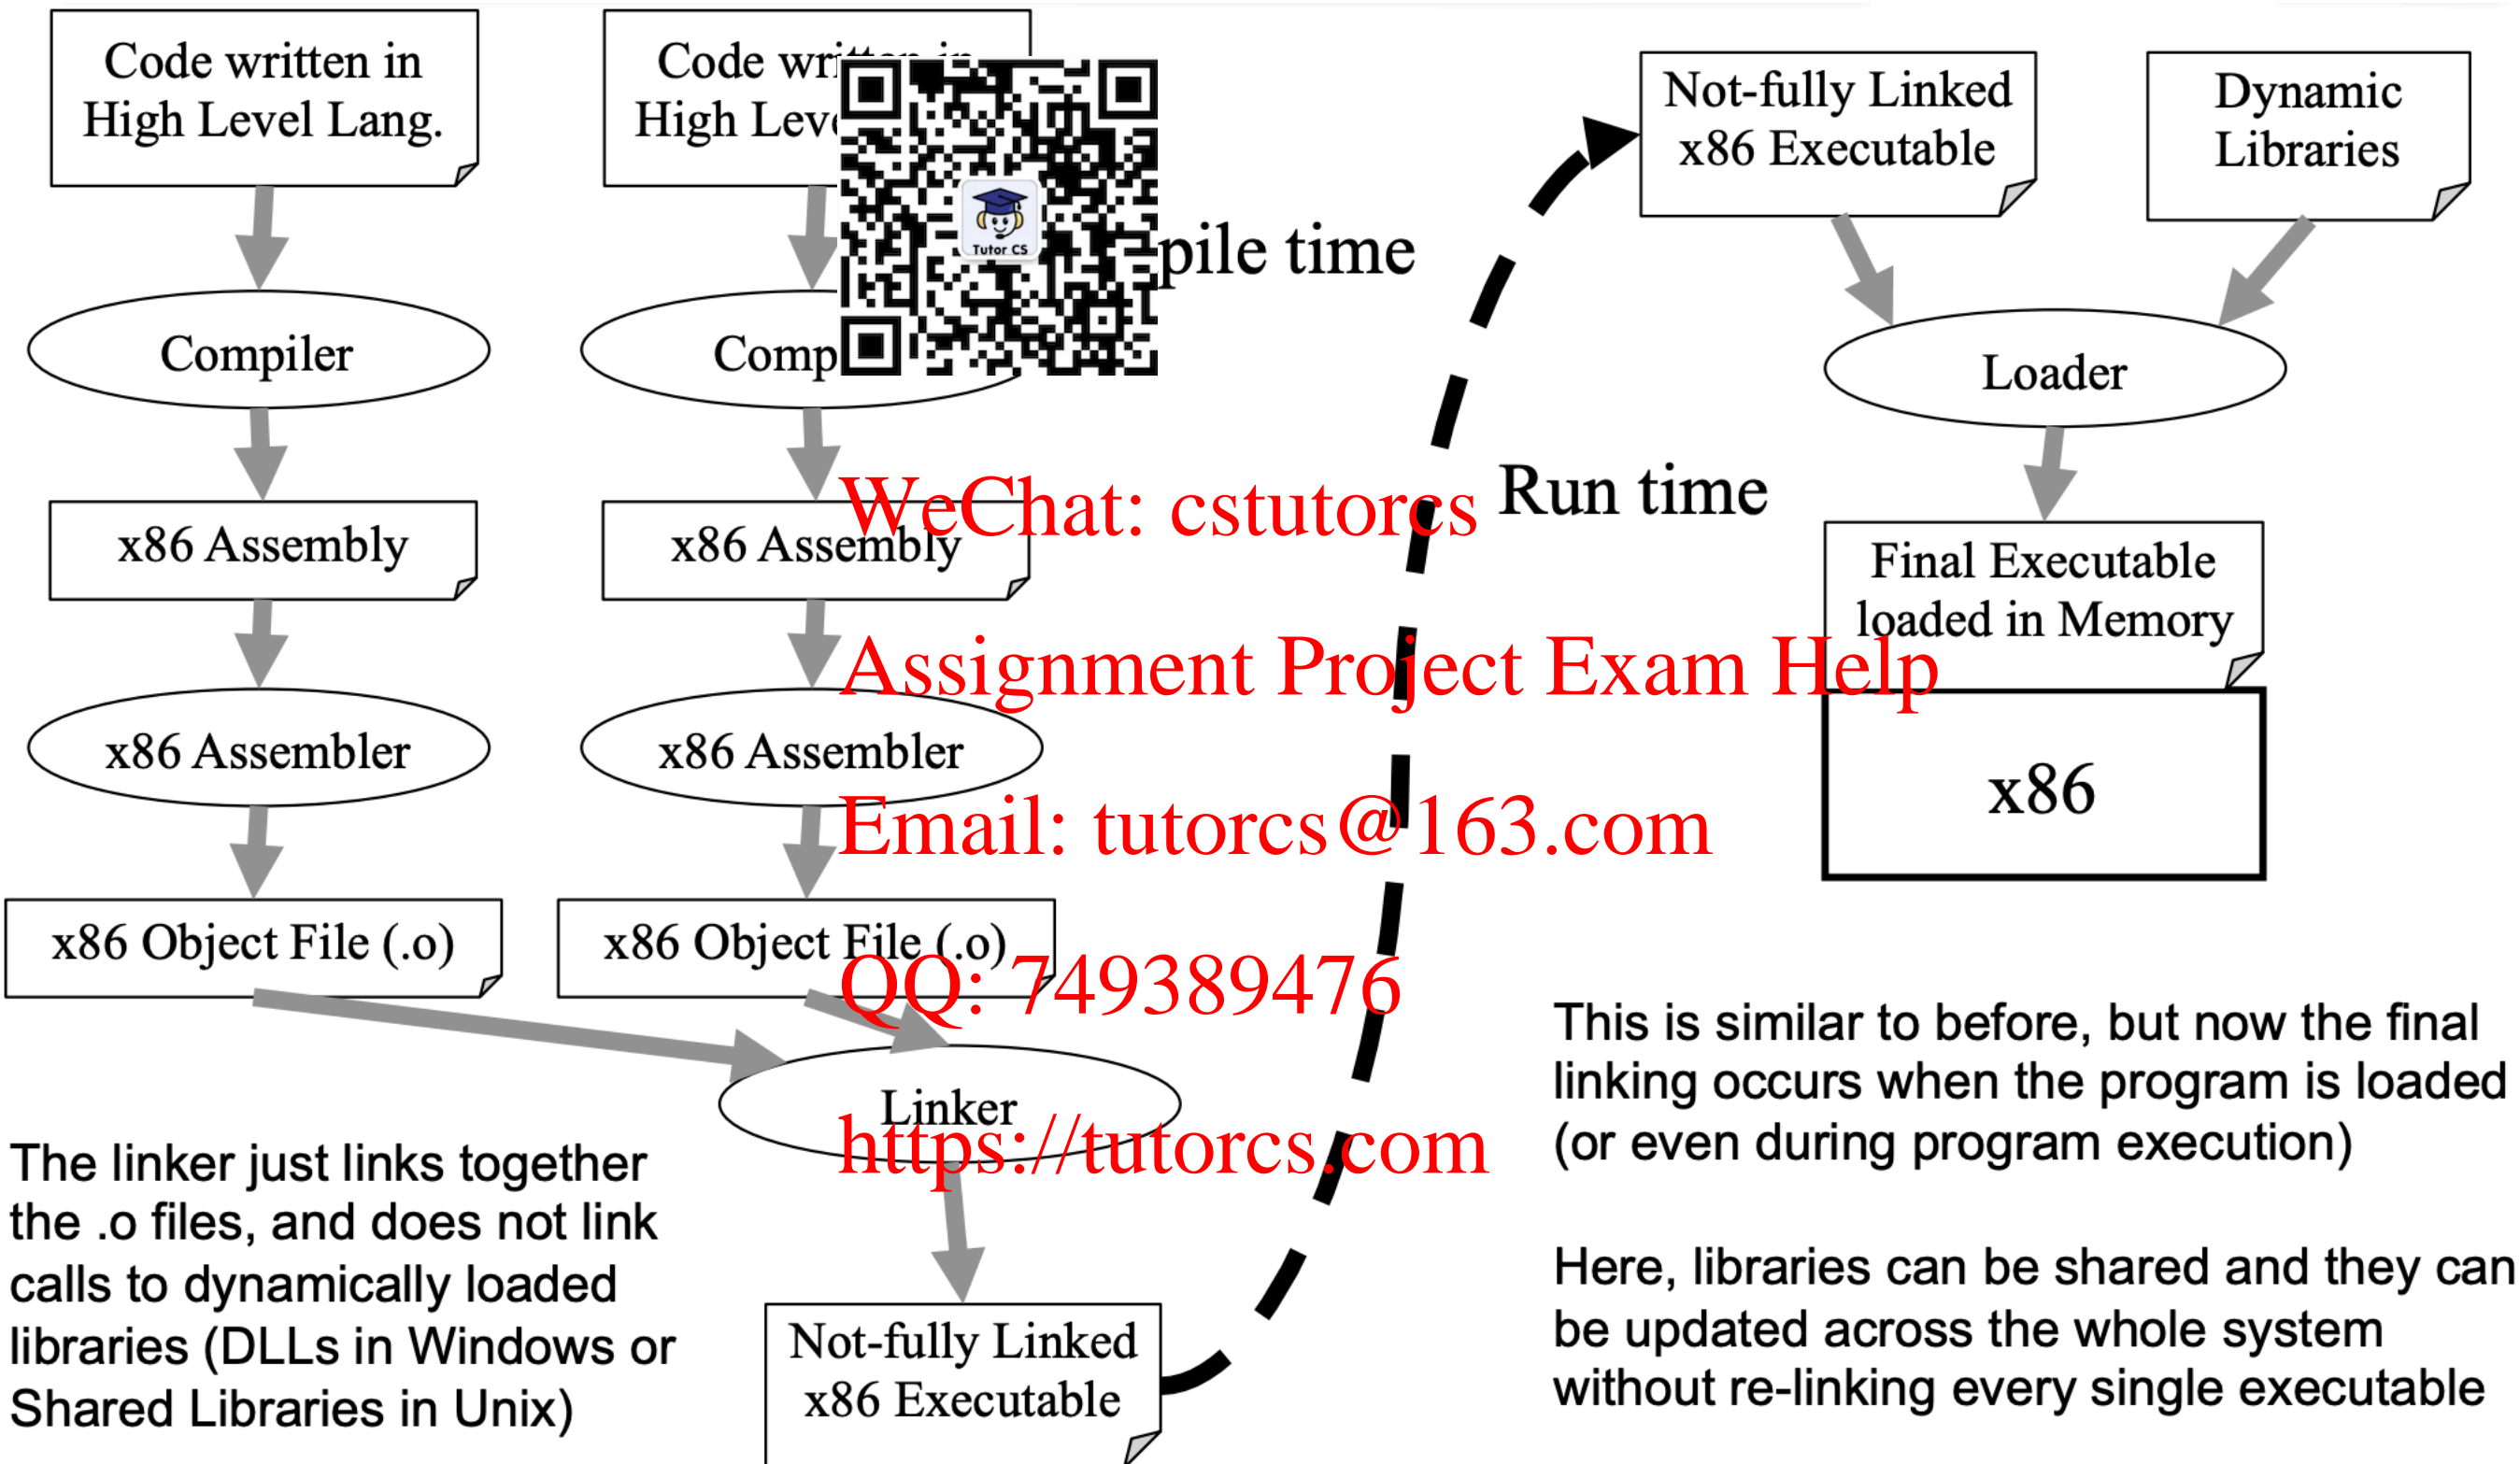 Code written in
High Level Lang.
Code written in
High Leve
Compiler
Comp
x86 Assembly
x86 Assembly
x86 Assembler
x86 Assembler
x86 Object File (.o)
x86 Object File (.o)
Linker
Not-fully Linked
x86 Executable
The linker just links together
the .o files, and does not link
calls to dynamically loaded
libraries (DLLs in Windows or
Shared Libraries in Unix)
Tutor CS
pile time
Run time
WeChat: cstutorcs
Assignment Project Exam Help
Email: tutorcs@163.com
QQ: 749389476
https://tutorcs.com
Not-fully Linked
x86 Executable
Dynamic
Libraries
Loader
Final Executable
loaded in Memory
x86
This is similar to before, but now the final
linking occurs when the program is loaded
(or even during program execution)
Here, libraries can be shared and they can
be updated across the whole system
without re-linking every single executable